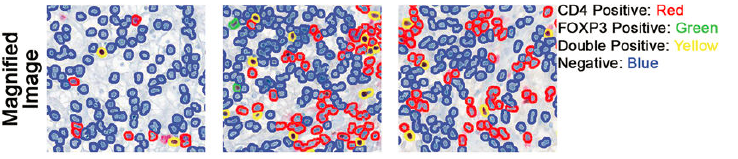 Magnified
Image
CD4 Positive: Red
FOXP3 Positive: Green
Double Positive: Yellow
Negative: Blue